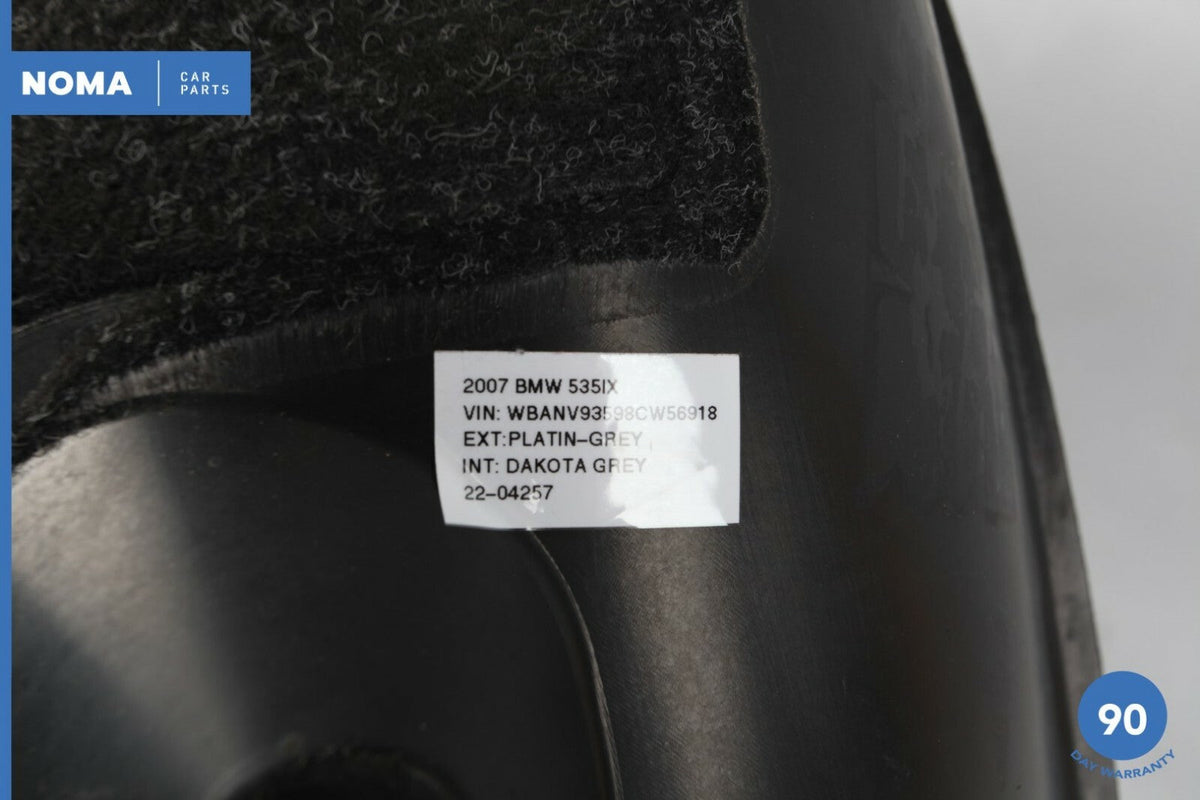 NOMA
CAR
PARTS
2007 BMW 535IX
VIN: WBANV93598CW56918
EXT:PLATIN-GREY
INT: DAKOTA GREY
22-04257
90
DAY WARRANTY